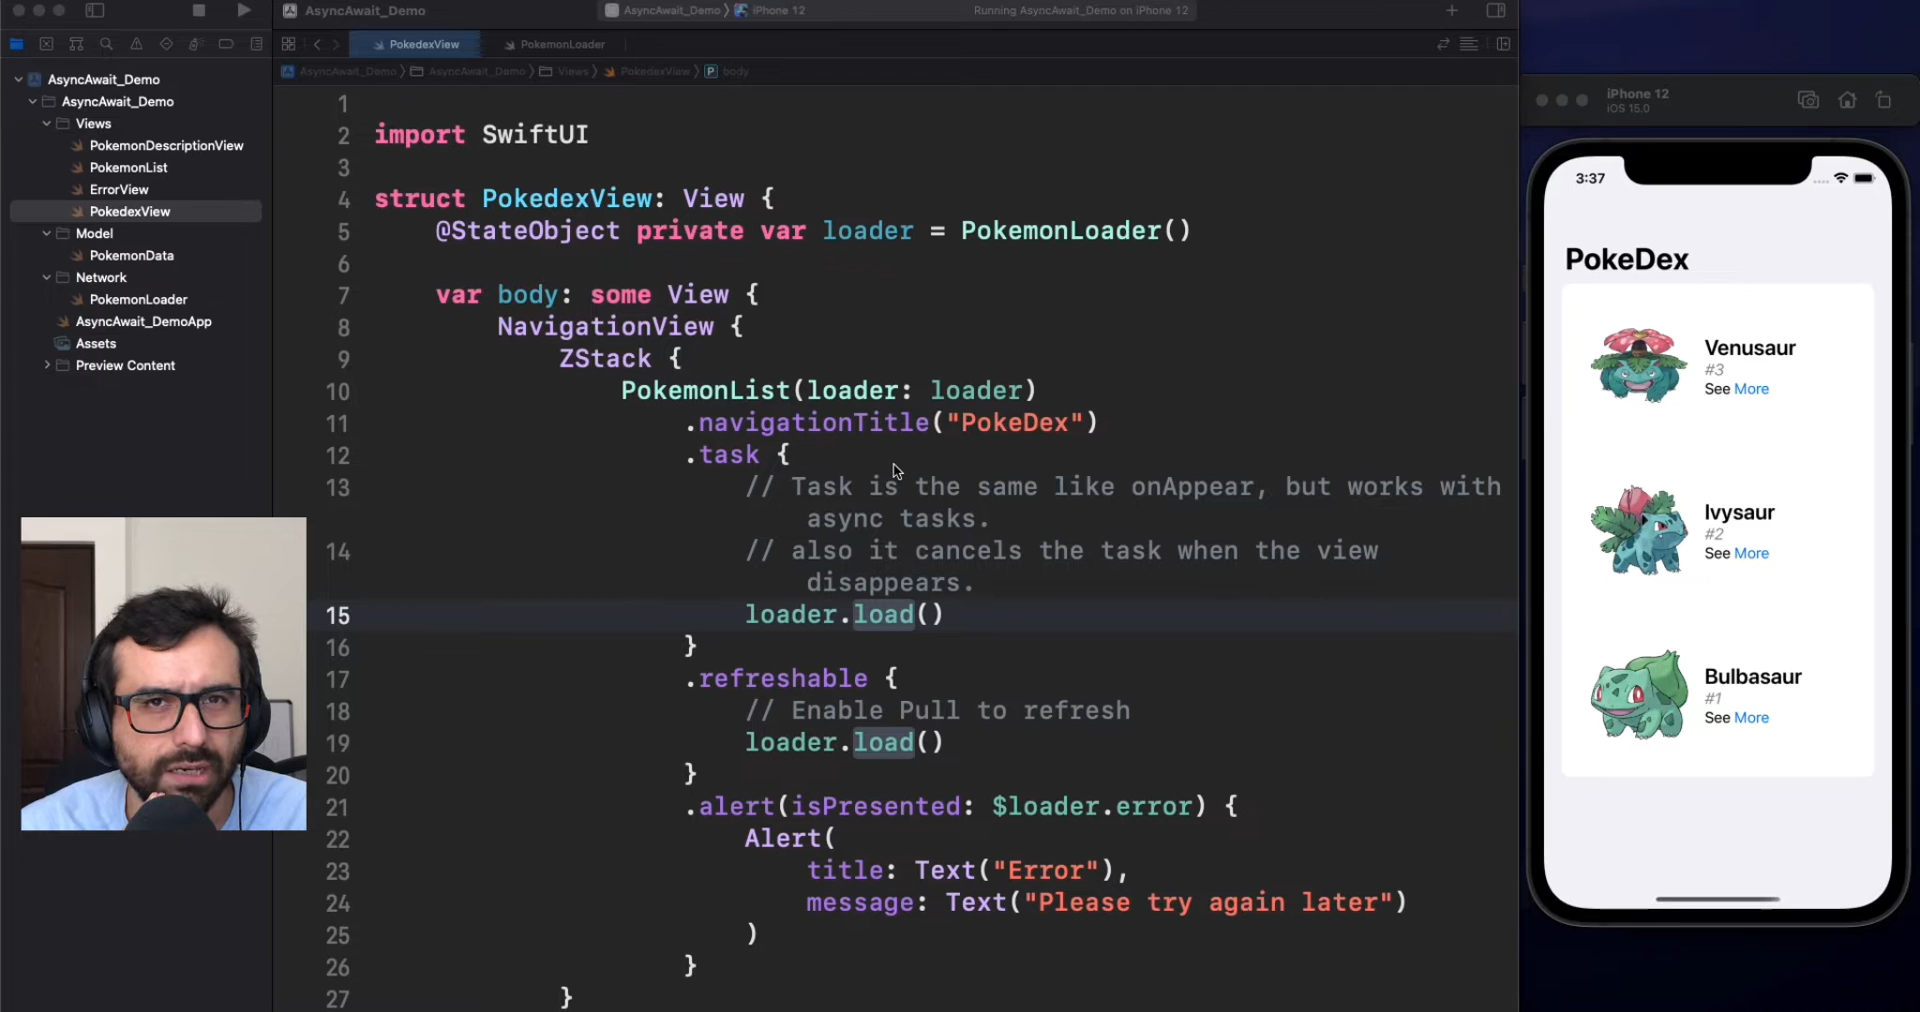 AsyncAwait_Demo
AsyncAwait_Demo
iPhone 12
Running AsyncAwait_Demo on iPhone 12
PokedexView
PokemonLoader
AsyncAwait_Demo
AsyncAwait_Demo
Views
PokedexView
P
body
AsyncAwait_Demo
AsyncAwait_Demo
Views
PokemonDescriptionView
PokemonList
ErrorView
PokedexView
Model
PokemonData
Network
PokemonLoader
AsyncAwait_DemoApp
Assets
Preview Content
1
2 import SwiftUI
3
4 struct PokedexView: View {
5 @StateObject private var loader = PokemonLoader()
6
7 var body: some View {
8 NavigationView {
9 ZStack {
10 PokemonList(loader: loader)
11 .navigationTitle("PokeDex")
12 .task {
13 // Task is the same like onAppear, but works with
async tasks.
14 // also it cancels the task when the view
disappears.
15 loader.load()
16 }
17 .refreshable {
18 // Enable Pull to refresh
19 loader.load()
20 }
21 .alert(isPresented: $loader.error) {
22 Alert(
23 title: Text("Error"),
24 message: Text("Please try again later")
25 )
26 }
27 }
iPhone 12
iOS 15.0
3:37
PokeDex
Venusaur
#3
See More
Ivysaur
#2
See More
Bulbasaur
#1
See More